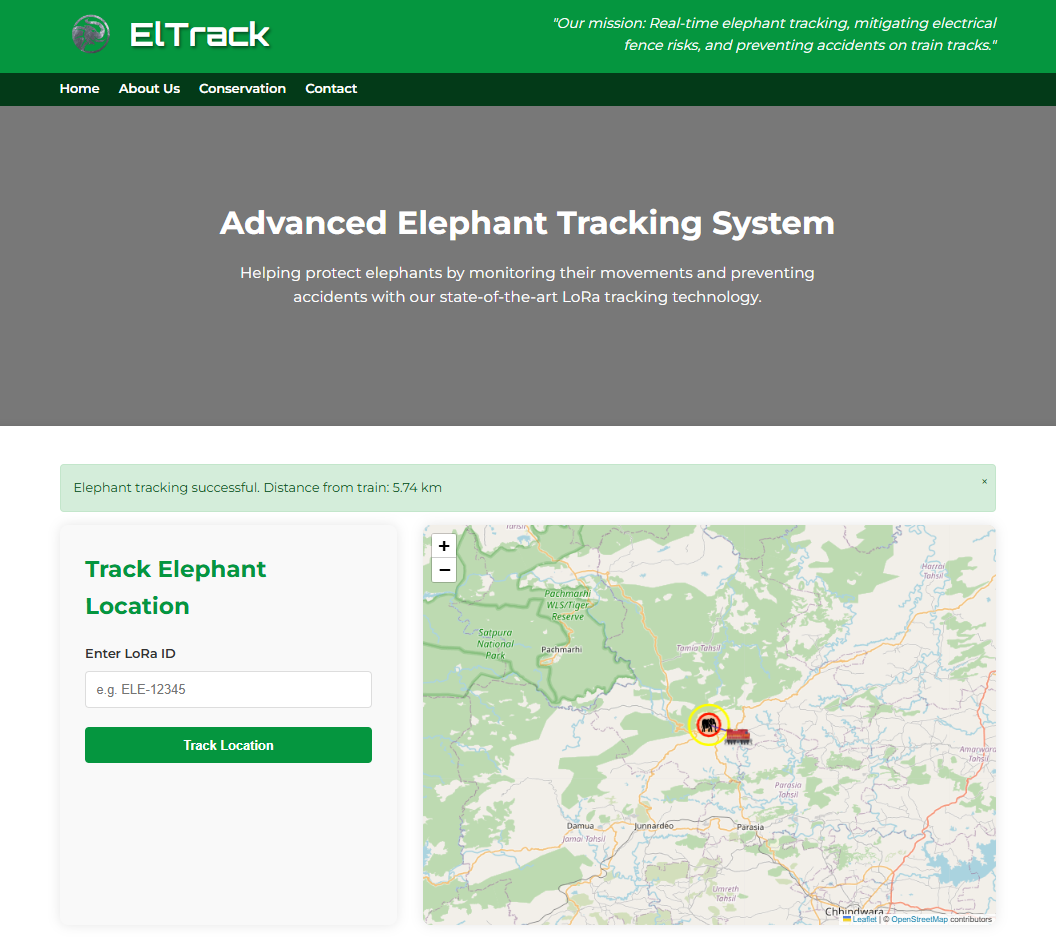 ElTrack
"Our mission: Real-time elephant tracking, mitigating electrical
fence risks, and preventing accidents on train tracks."
Home About Us Conservation Contact
Advanced Elephant Tracking System
Helping protect elephants by monitoring their movements and preventing
accidents with our state-of-the-art LoRa tracking technology.
Elephant tracking successful. Distance from train: 5.74 km
×
Track Elephant
Location
Enter LoRa ID
e.g. ELE-12345
Track Location
+
−
Tahsil
Harrai
Tahsil
Pachmarhi
WLS/Tiger
Reserve
Satpura
National
Park
Pachmarhi
Tamia Tahsil
Amarwara
Tahsil
Parasia
Tahsil
Damua
Junnardeo
Parasia
Jamai Tahsil
Umreth
Tahsil
Chhindwara
Leaflet | © OpenStreetMap contributors